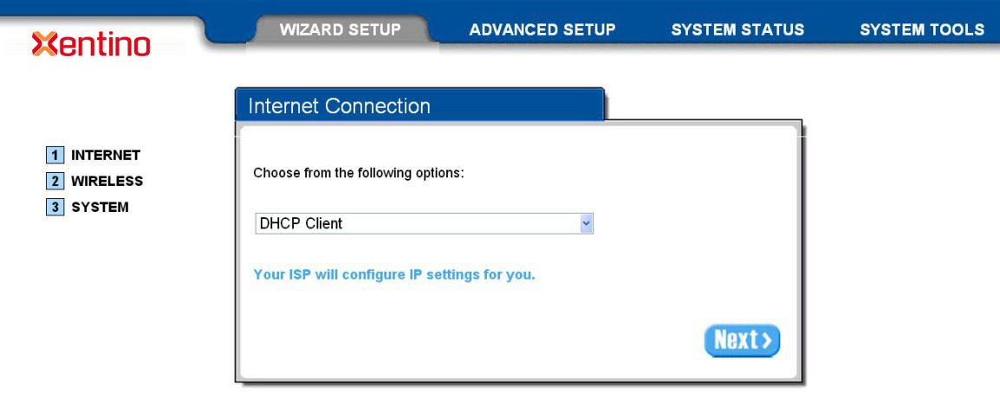 Xentino
WIZARD SETUP
ADVANCED SETUP
SYSTEM STATUS
SYSTEM TOOLS
1 INTERNET
2 WIRELESS
3 SYSTEM
Internet Connection
Choose from the following options:
DHCP Client
Your ISP will configure IP settings for you.
Next >